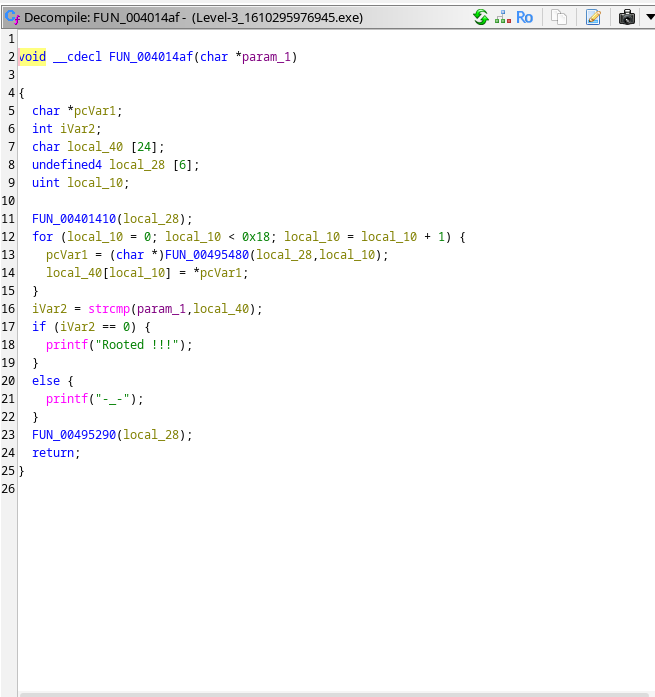 Decompile: FUN_004014af - (Level-3_1610295976945.exe)
Ro
1
2 void __cdecl FUN_004014af(char *param_1)
3
4 {
5 char *pcVar1;
6 int iVar2;
7 char local_40 [24];
8 undefined4 local_28 [6];
9 uint local_10;
10
11 FUN_00401410(local_28);
12 for (local_10 = 0; local_10 < 0x18; local_10 = local_10 + 1) {
13 pcVar1 = (char *)FUN_00495480(local_28,local_10);
14 local_40[local_10] = *pcVar1;
15 }
16 iVar2 = strcmp(param_1,local_40);
17 if (iVar2 == 0) {
18 printf("Rooted !!!");
19 }
20 else {
21 printf("-_-");
22 }
23 FUN_00495290(local_28);
24 return;
25 }
26